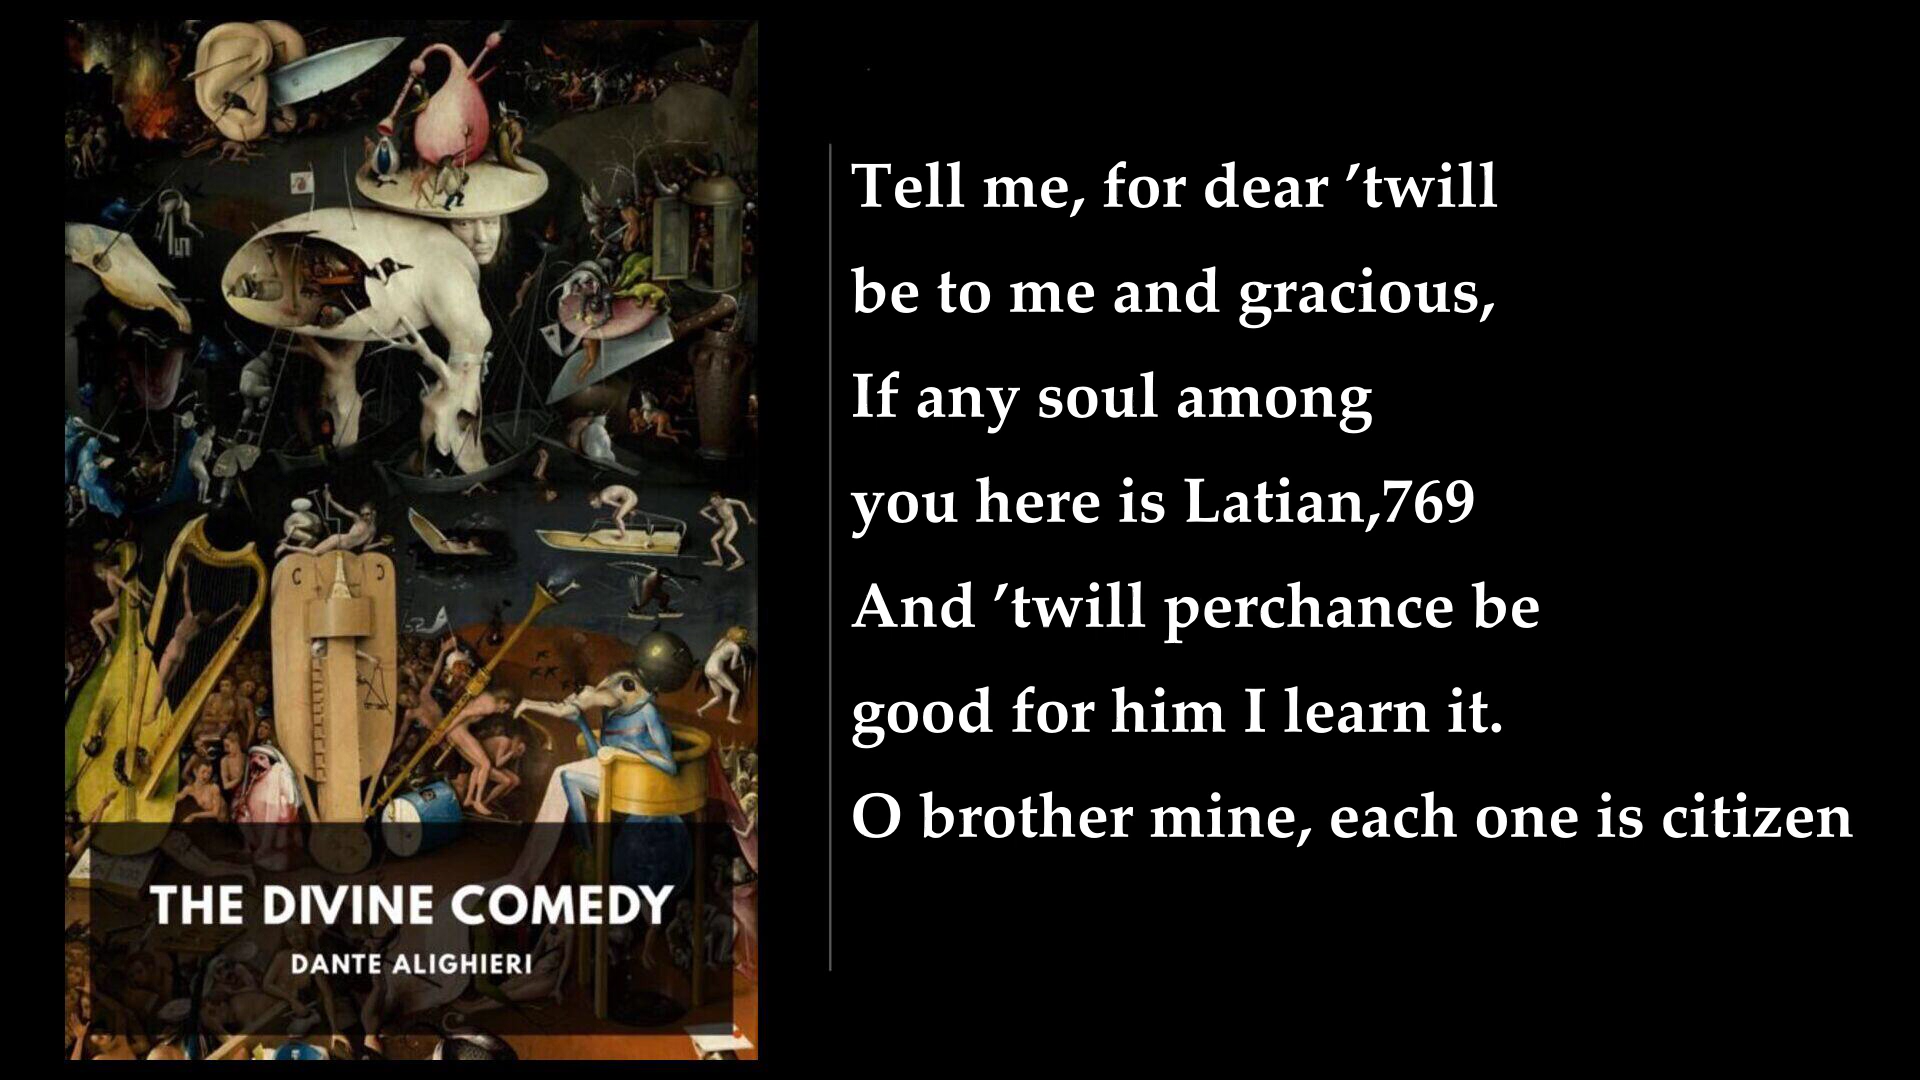 Tell me, for dear ’twill
be to me and gracious,
If any soul among
you here is Latian,769
And ’twill perchance be
good for him I learn it.
O brother mine, each one is citizen
THE DIVINE COMEDY
DANTE ALIGHIERI